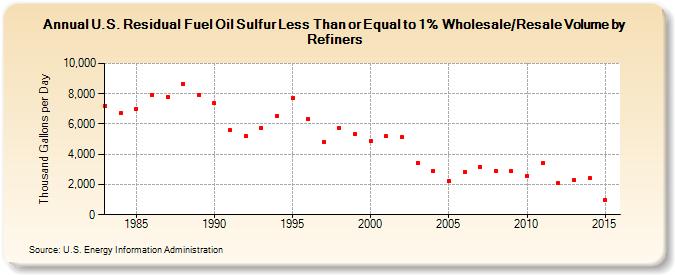 Annual U.S. Residual Fuel Oil Sulfur Less Than or Equal to 1% Wholesale/Resale Volume by
Refiners
Thousand Gallons per Day
10,000
8,000
6,000
4,000
2,000
0
1985 1990 1995 2000 2005 2010 2015
Source: U.S. Energy Information Administration